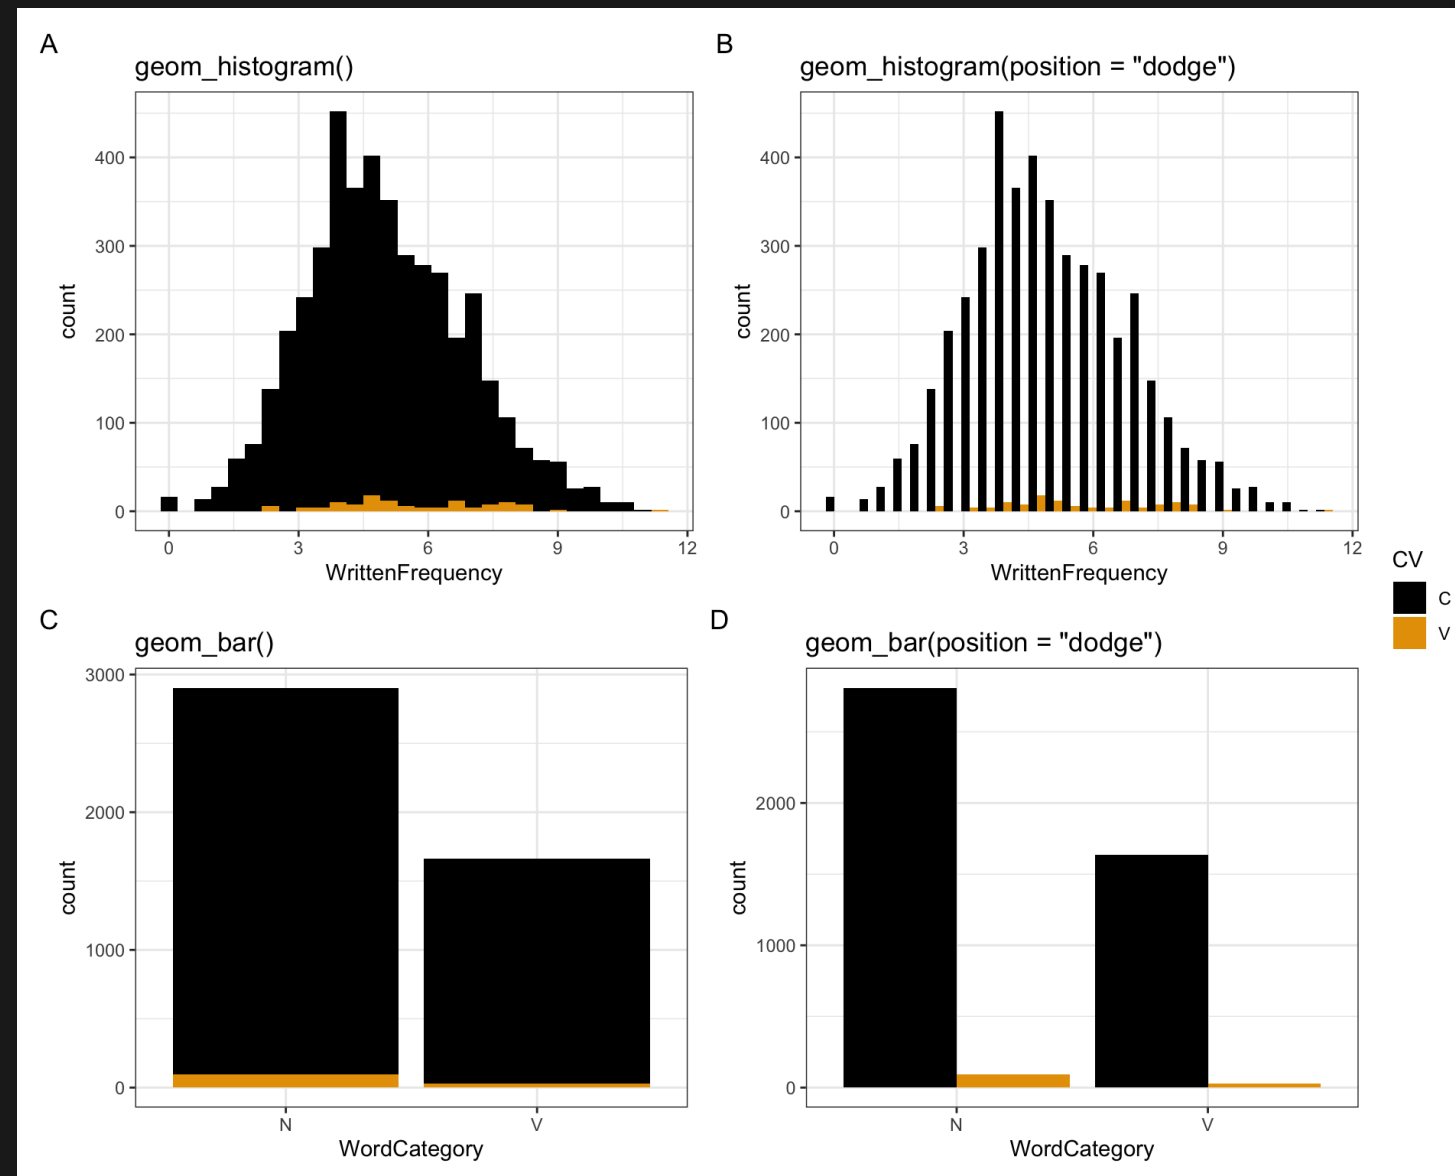 A
geom_histogram()
400
300
200
100
0
count
0 3 6 9 12
WrittenFrequency
B
geom_histogram(position = "dodge")
400
300
200
100
0
count
0 3 6 9 12
WrittenFrequency
CV
C
V
C
geom_bar()
3000
2000
1000
0
count
N V
WordCategory
D
geom_bar(position = "dodge")
2000
1000
0
count
N V
WordCategory